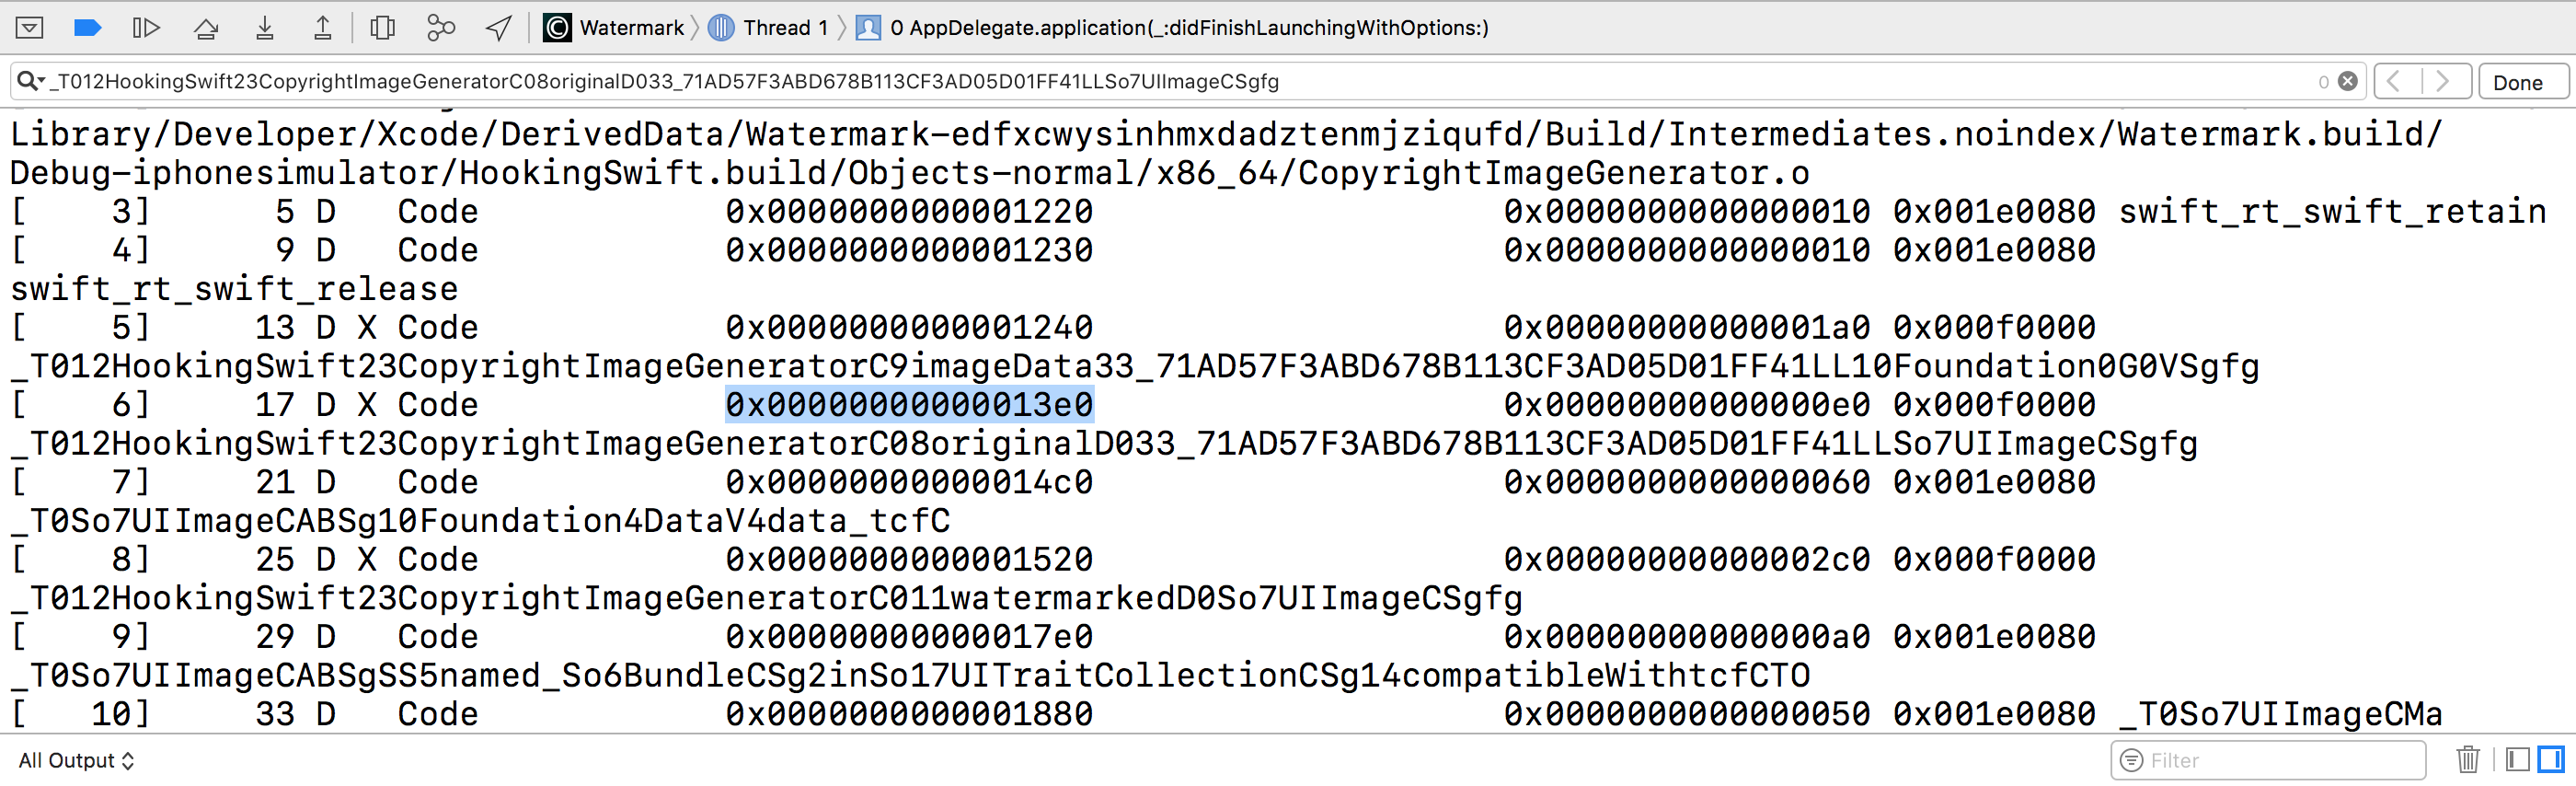 Watermark Thread 1 0 AppDelegate.application(_:didFinishLaunchingWithOptions:)
_T012HookingSwift23CopyrightImageGeneratorC08originalD033_71AD57F3ABD678B113CF3AD05D01FF41LLSo7UIImageCSgfg 0 Done
Library/Developer/Xcode/DerivedData/Watermark-edfxcwysinhmxdadztenmjziqufd/Build/Intermediates.noindex/Watermark.build/
Debug-iphonesimulator/HookingSwift.build/Objects-normal/x86_64/CopyrightImageGenerator.o
[    3]      5 D   Code            0x0000000000001220                    0x0000000000000010 0x001e0080 swift_rt_swift_retain
[    4]      9 D   Code            0x0000000000001230                    0x0000000000000010 0x001e0080
swift_rt_swift_release
[    5]     13 D X Code            0x0000000000001240                    0x00000000000001a0 0x000f0000
_T012HookingSwift23CopyrightImageGeneratorC9imageData33_71AD57F3ABD678B113CF3AD05D01FF41LL10Foundation0G0VSgfg
[    6]     17 D X Code            0x00000000000013e0                    0x00000000000000e0 0x000f0000
_T012HookingSwift23CopyrightImageGeneratorC08originalD033_71AD57F3ABD678B113CF3AD05D01FF41LLSo7UIImageCSgfg
[    7]     21 D   Code            0x00000000000014c0                    0x0000000000000060 0x001e0080
_T0So7UIImageCABSg10Foundation4DataV4data_tcfC
[    8]     25 D X Code            0x0000000000001520                    0x00000000000002c0 0x000f0000
_T012HookingSwift23CopyrightImageGeneratorC011watermarkedD0So7UIImageCSgfg
[    9]     29 D   Code            0x00000000000017e0                    0x00000000000000a0 0x001e0080
_T0So7UIImageCABSgSS5named_So6BundleCSg2inSo17UITraitCollectionCSg14compatibleWithtcfCTO
[   10]     33 D   Code            0x0000000000001880                    0x0000000000000050 0x001e0080 _T0So7UIImageCMa
All Output Filter